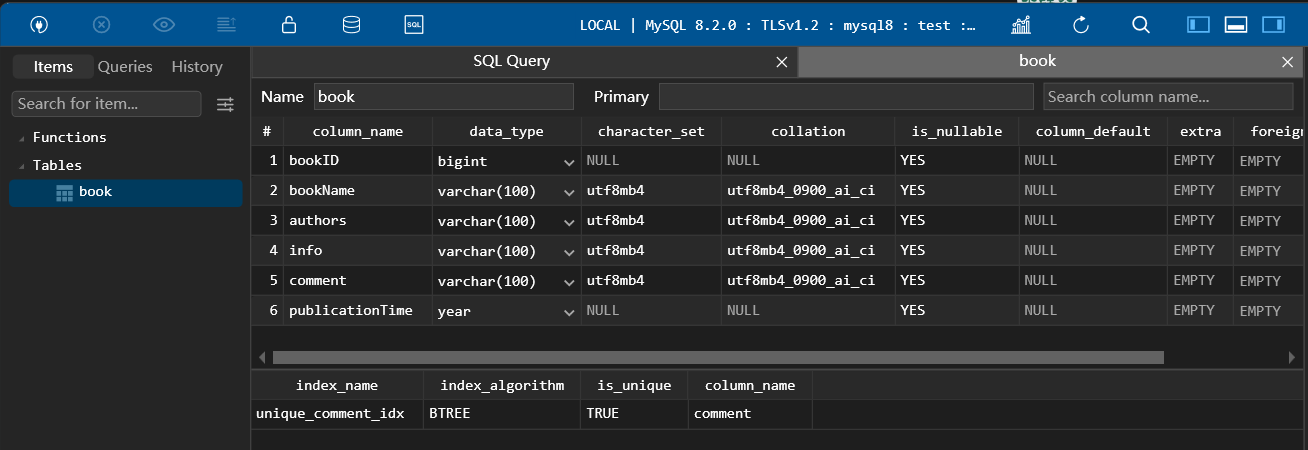 SQL LOCAL | MySQL 8.2.0 : TLSv1.2 : mysql8 : test :…
Items Queries History
SQL Query book
Search for item...
Name book Primary Search column name...
Functions
Tables
book
# column_name data_type character_set collation is_nullable column_default extra foreign
1 bookID bigint NULL NULL YES NULL EMPTY EMPTY
2 bookName varchar(100) utf8mb4 utf8mb4_0900_ai_ci YES NULL EMPTY EMPTY
3 authors varchar(100) utf8mb4 utf8mb4_0900_ai_ci YES NULL EMPTY EMPTY
4 info varchar(100) utf8mb4 utf8mb4_0900_ai_ci YES NULL EMPTY EMPTY
5 comment varchar(100) utf8mb4 utf8mb4_0900_ai_ci YES NULL EMPTY EMPTY
6 publicationTime year NULL NULL YES NULL EMPTY EMPTY
index_name index_algorithm is_unique column_name
unique_comment_idx BTREE TRUE comment